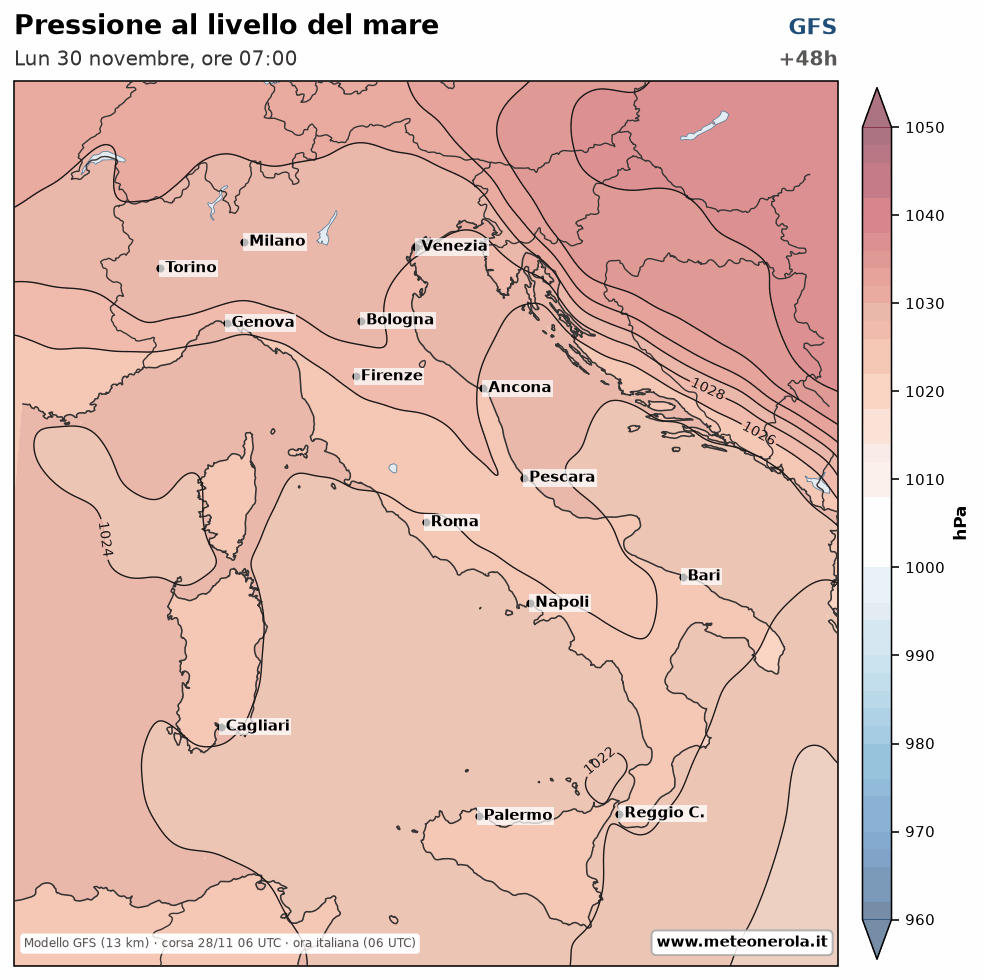 Pressione al livello del mare
GFS
Lun 30 novembre, ore 07:00
+48h
1050
1040
1030
1020
1010
1000
990
980
970
960
hPa
Milano
Venezia
Torino
Genova
Bologna
Firenze
Ancona
1028
1026
Pescara
1024
Roma
Bari
Napoli
Cagliari
1022
Palermo
Reggio C.
Modello GFS (13 km) · corsa 28/11 06 UTC · ora italiana (06 UTC)
www.meteonerola.it